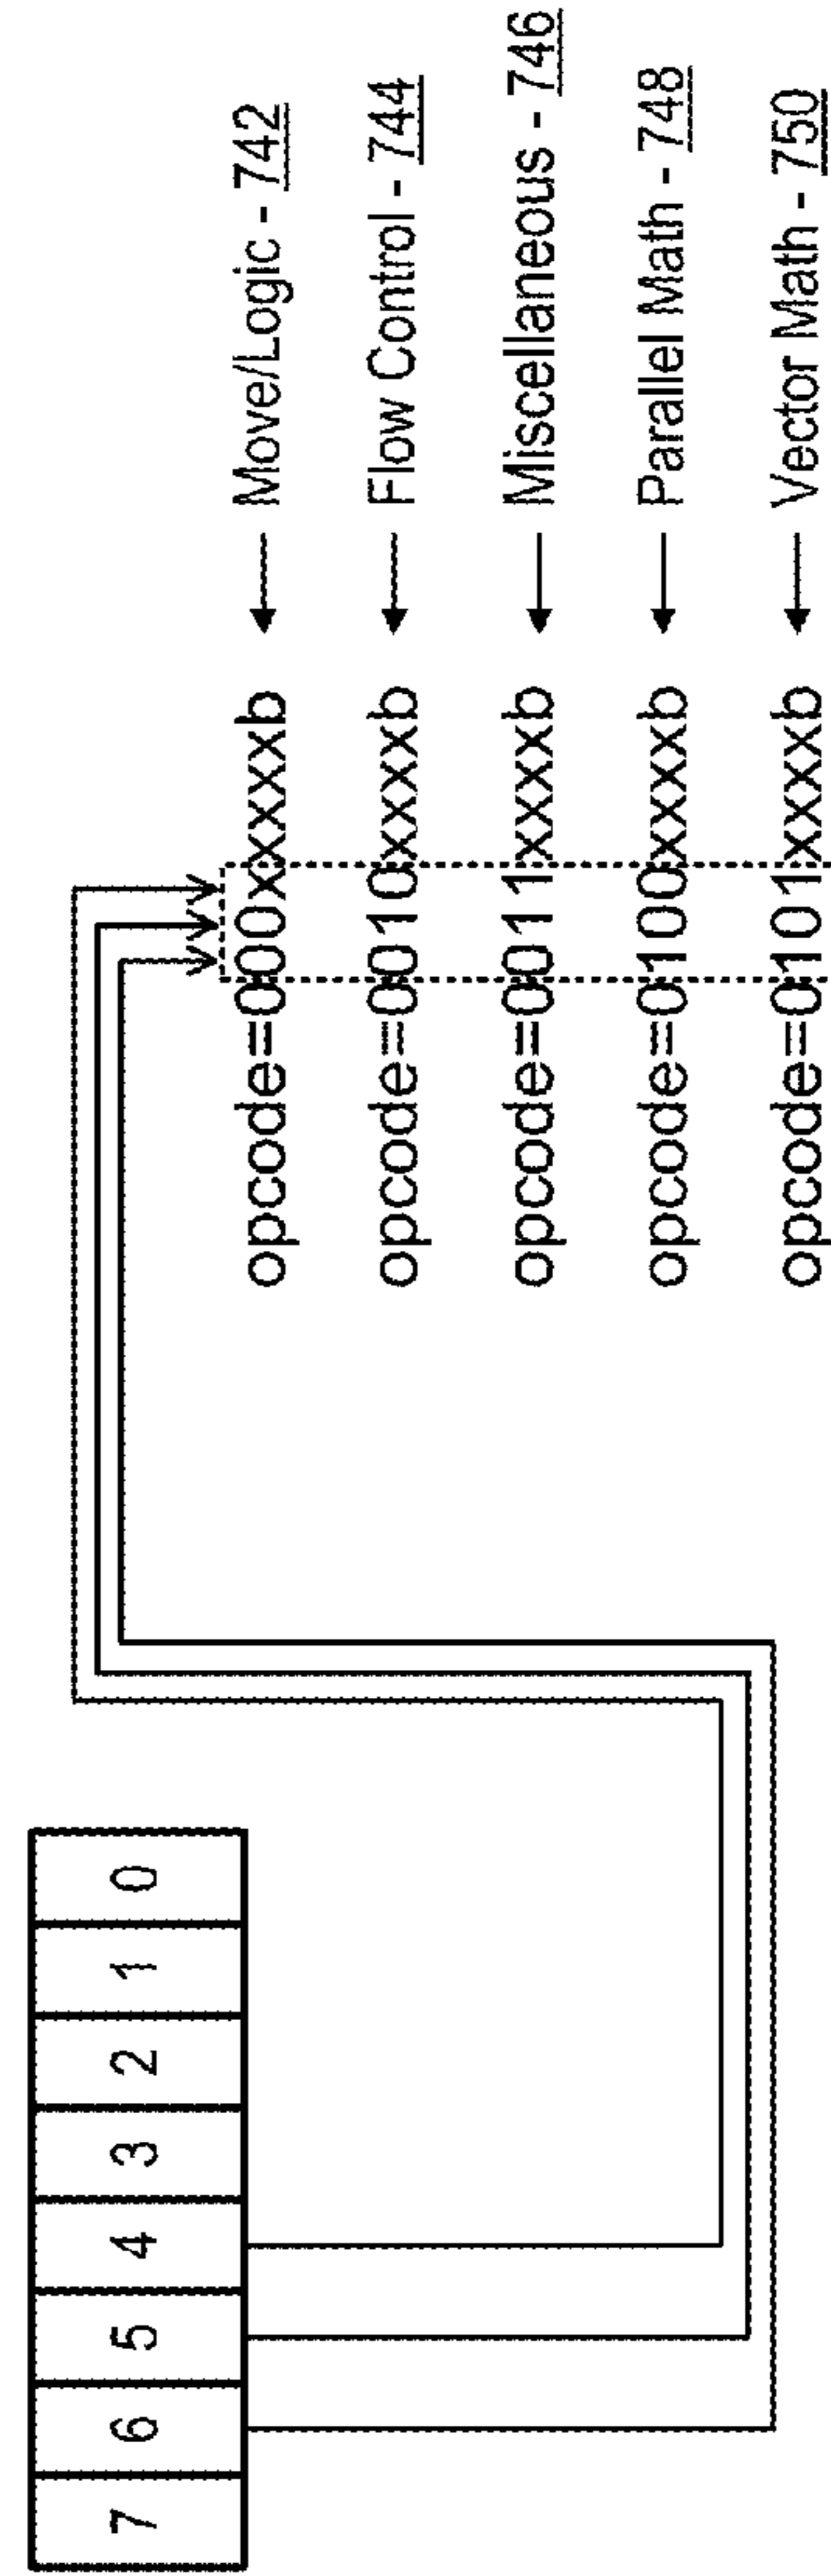 7 6 5 4 3 2 1 0
opcode=000xxxxxb ← Move/Logic - 742
opcode=0010xxxxb ← Flow Control - 744
opcode=0011xxxxb ← Miscellaneous - 746
opcode=0100xxxxb ← Parallel Math - 748
opcode=0101xxxxb ← Vector Math - 750